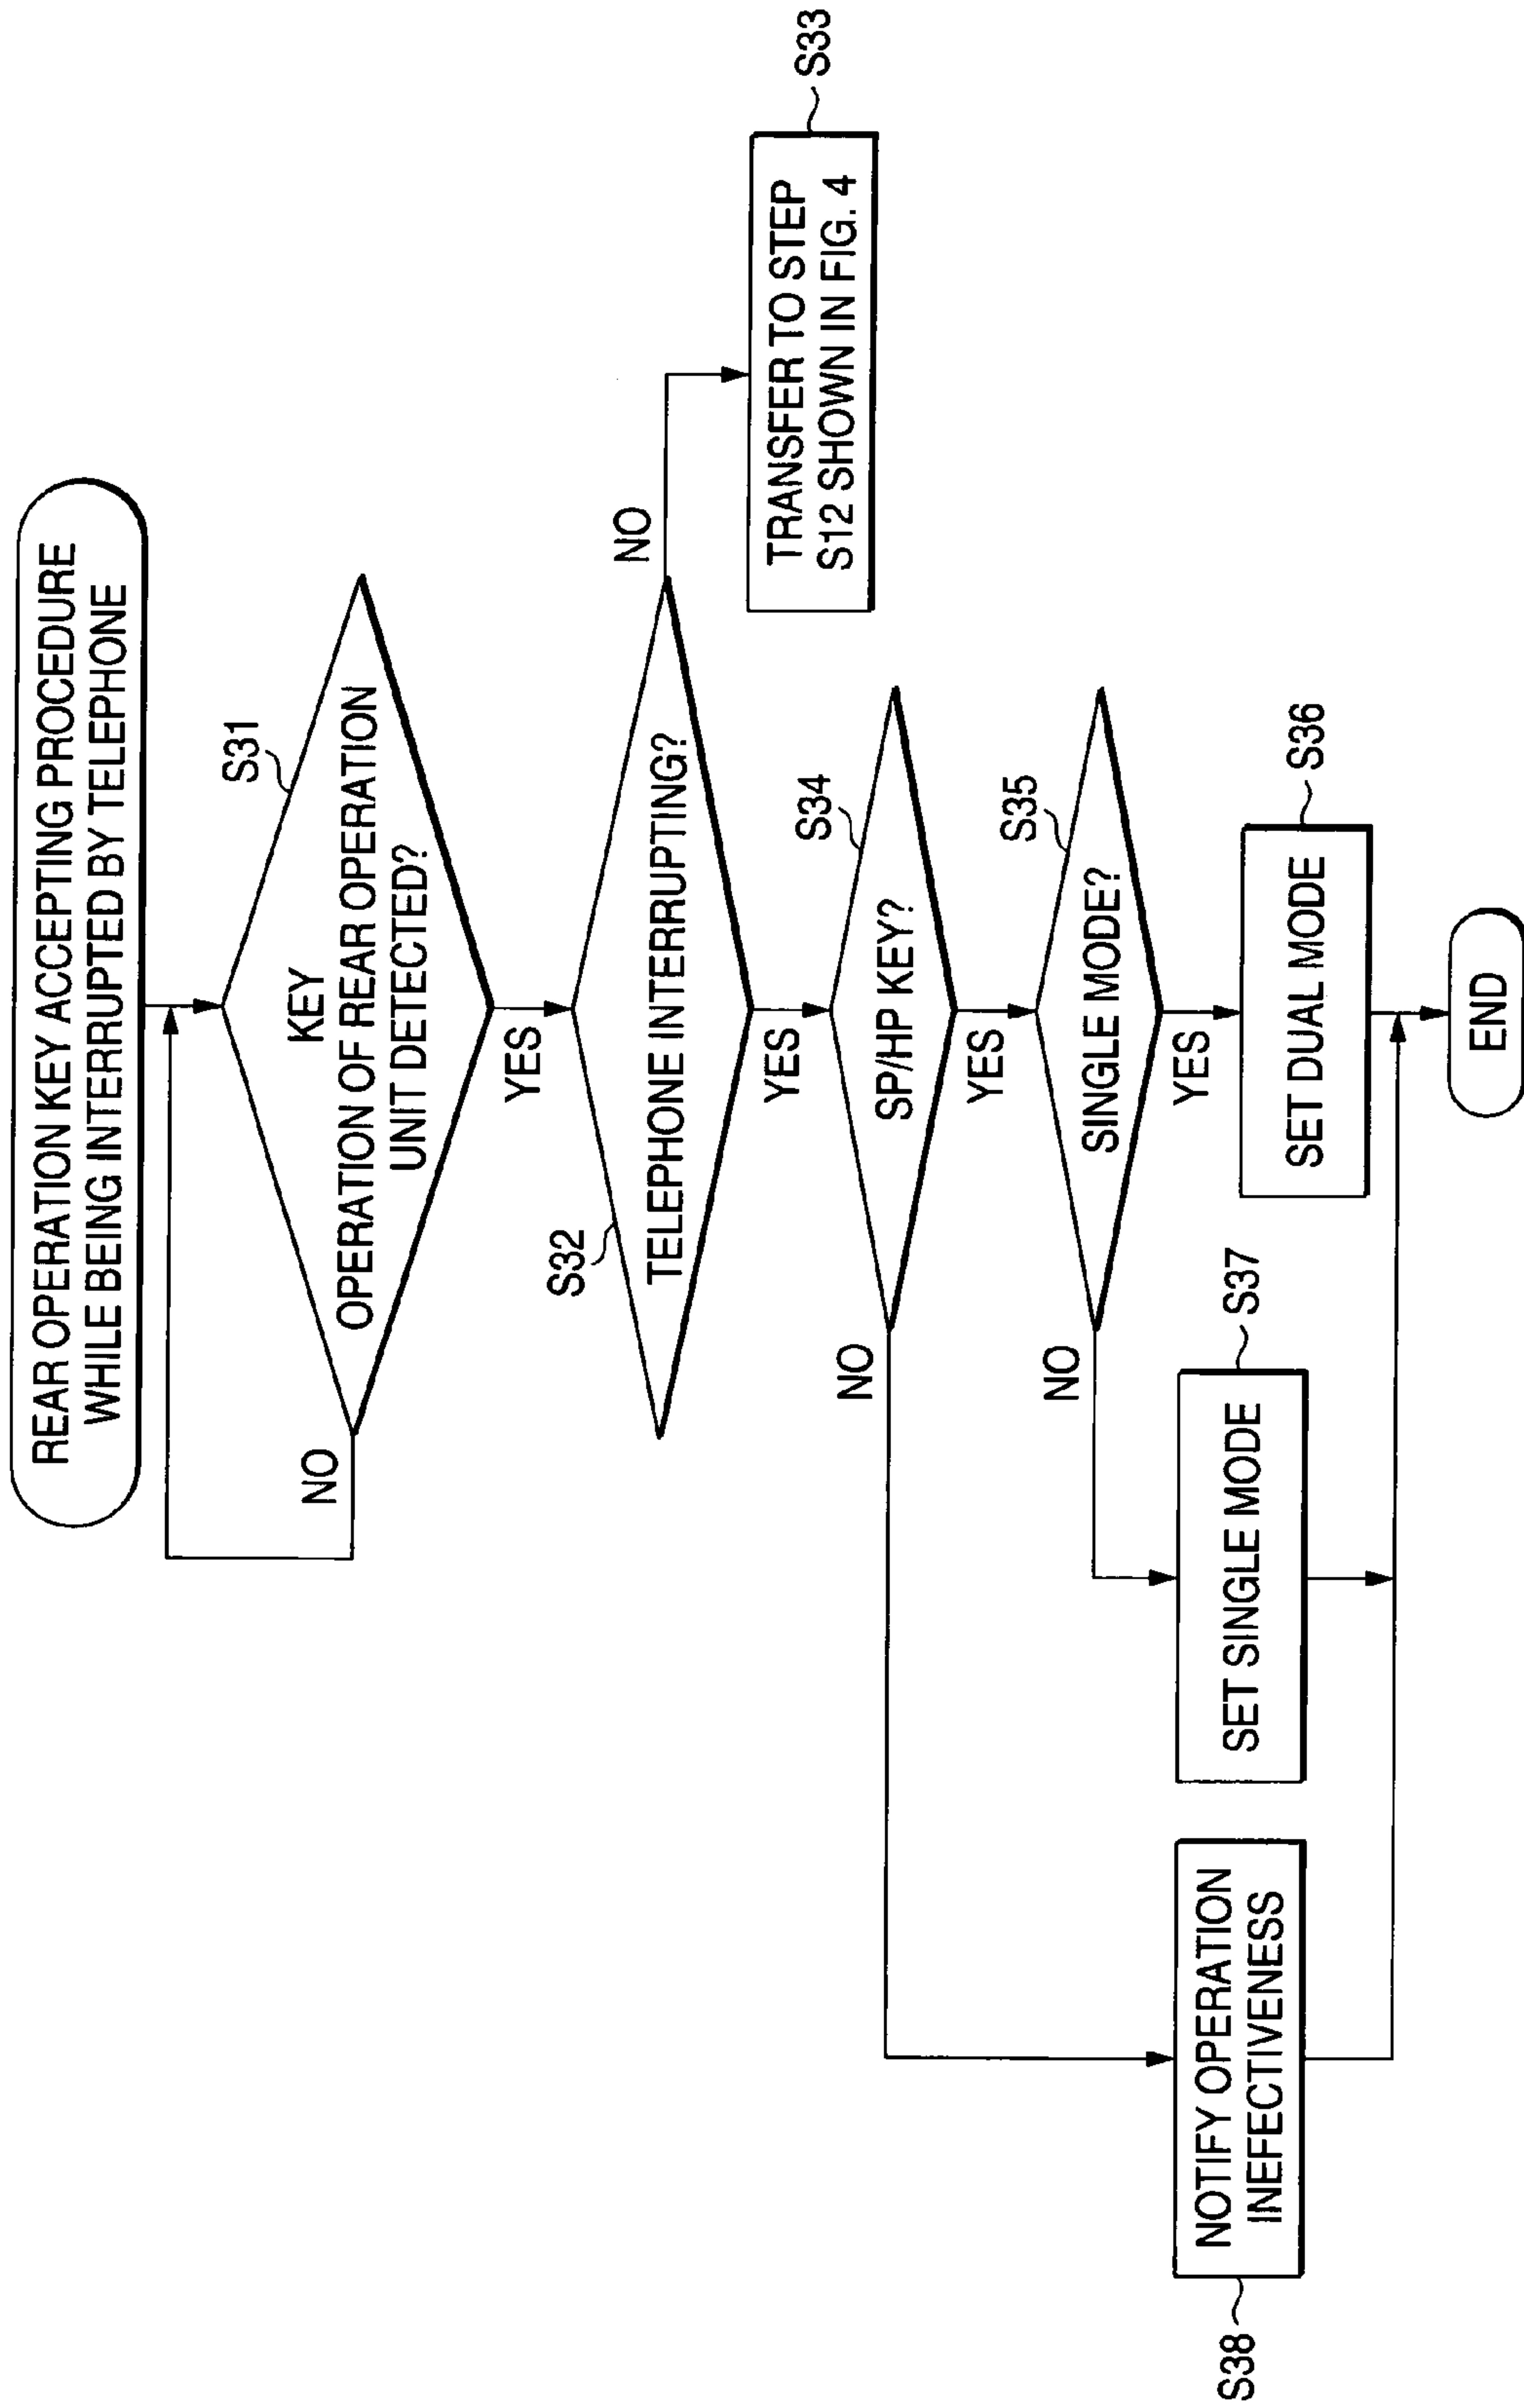 REAR OPERATION KEY ACCEPTING PROCEDURE
WHILE BEING INTERRUPTED BY TELEPHONE
S31
KEY
OPERATION OF REAR OPERATION
UNIT DETECTED?
NO
YES
S32
TELEPHONE INTERRUPTING?
NO
YES
TRANSFER TO STEP
S12 SHOWN IN FIG. 4
S33
S34
SP/HP KEY?
NO
YES
S35
SINGLE MODE?
NO
YES
S38
NOTIFY OPERATION
INEFECTIVENESS
SET SINGLE MODE
S37
SET DUAL MODE
S36
END